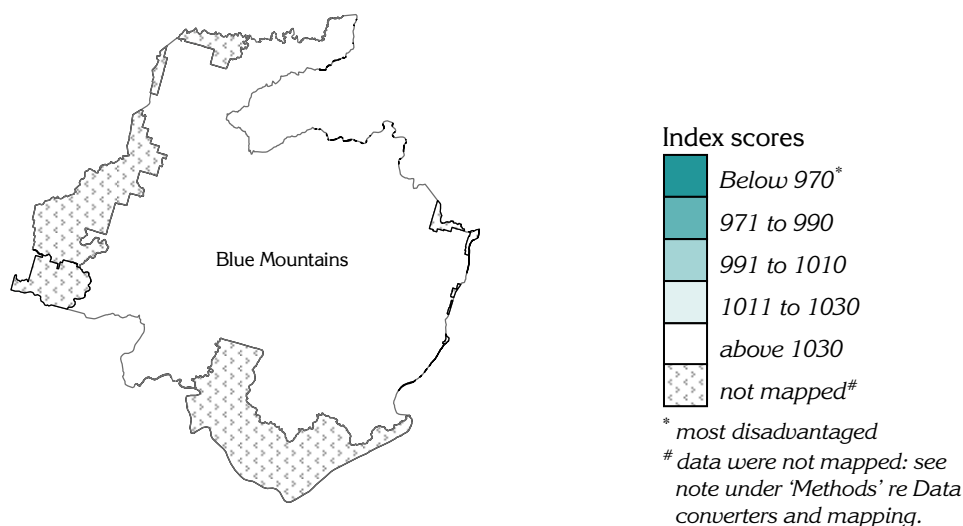 Blue Mountains
Index scores
Below 970*
971 to 990
991 to 1010
1011 to 1030
above 1030
not mapped#
* most disadvantaged
# data were not mapped: see
note under ‘Methods’ re Data
converters and mapping.